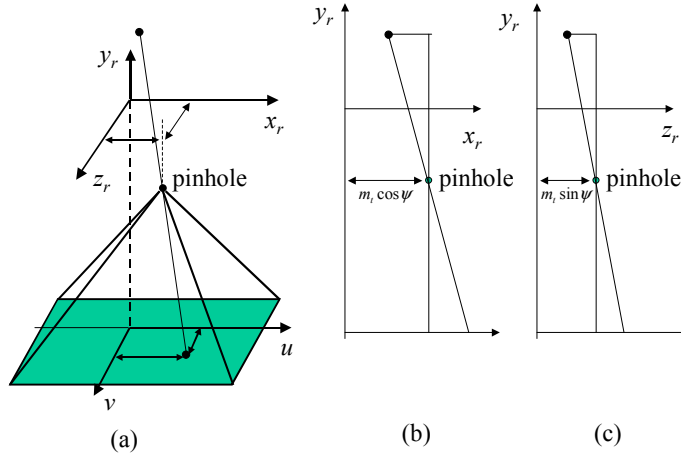 y_r
x_r
z_r
pinhole
u
v
(a)
y_r
x_r
pinhole
m_t cos ψ
(b)
y_r
z_r
pinhole
m_t sin ψ
(c)